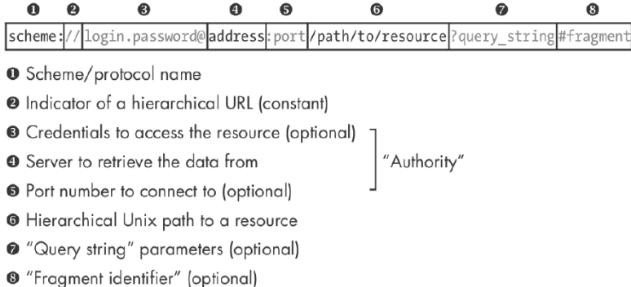 ❶ ❷ ❸ ❹ ❺ ❻ ❼ ❽
scheme://login.password@address:port/path/to/resource?query_string#fragment
❶ Scheme/protocol name
❷ Indicator of a hierarchical URL (constant)
❸ Credentials to access the resource (optional)
❹ Server to retrieve the data from
"Authority"
❺ Port number to connect to (optional)
❻ Hierarchical Unix path to a resource
❼ "Query string" parameters (optional)
❽ "Fragment identifier" (optional)